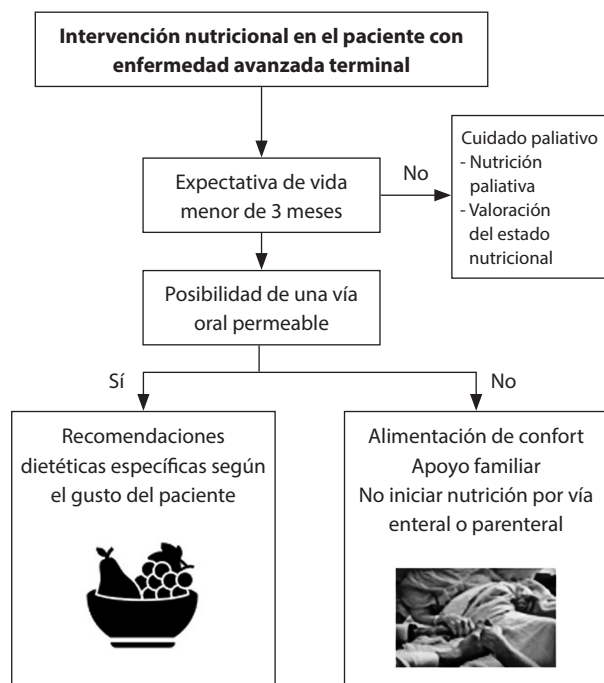 Intervención nutricional en el paciente con
enfermedad avanzada terminal
Expectativa de vida
menor de 3 meses
No
Cuidado paliativo
- Nutrición
paliativa
- Valoración
del estado
nutricional
Posibilidad de una vía
oral permeable
Sí
No
Recomendaciones
dietéticas específicas según
el gusto del paciente
Alimentación de confort
Apoyo familiar
No iniciar nutrición por vía
enteral o parenteral